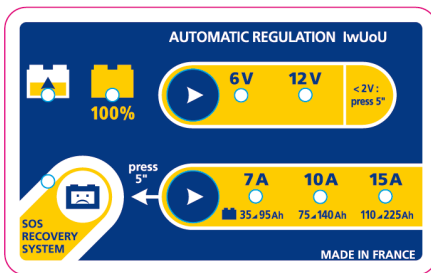 AUTOMATIC REGULATION IwUoU
6V 12V
< 2V :
press 5"
100%
press
5"
7A 10A 15A
35⊿95Ah 75⊿140Ah 110⊿225Ah
SOS
RECOVERY
SYSTEM
MADE IN FRANCE